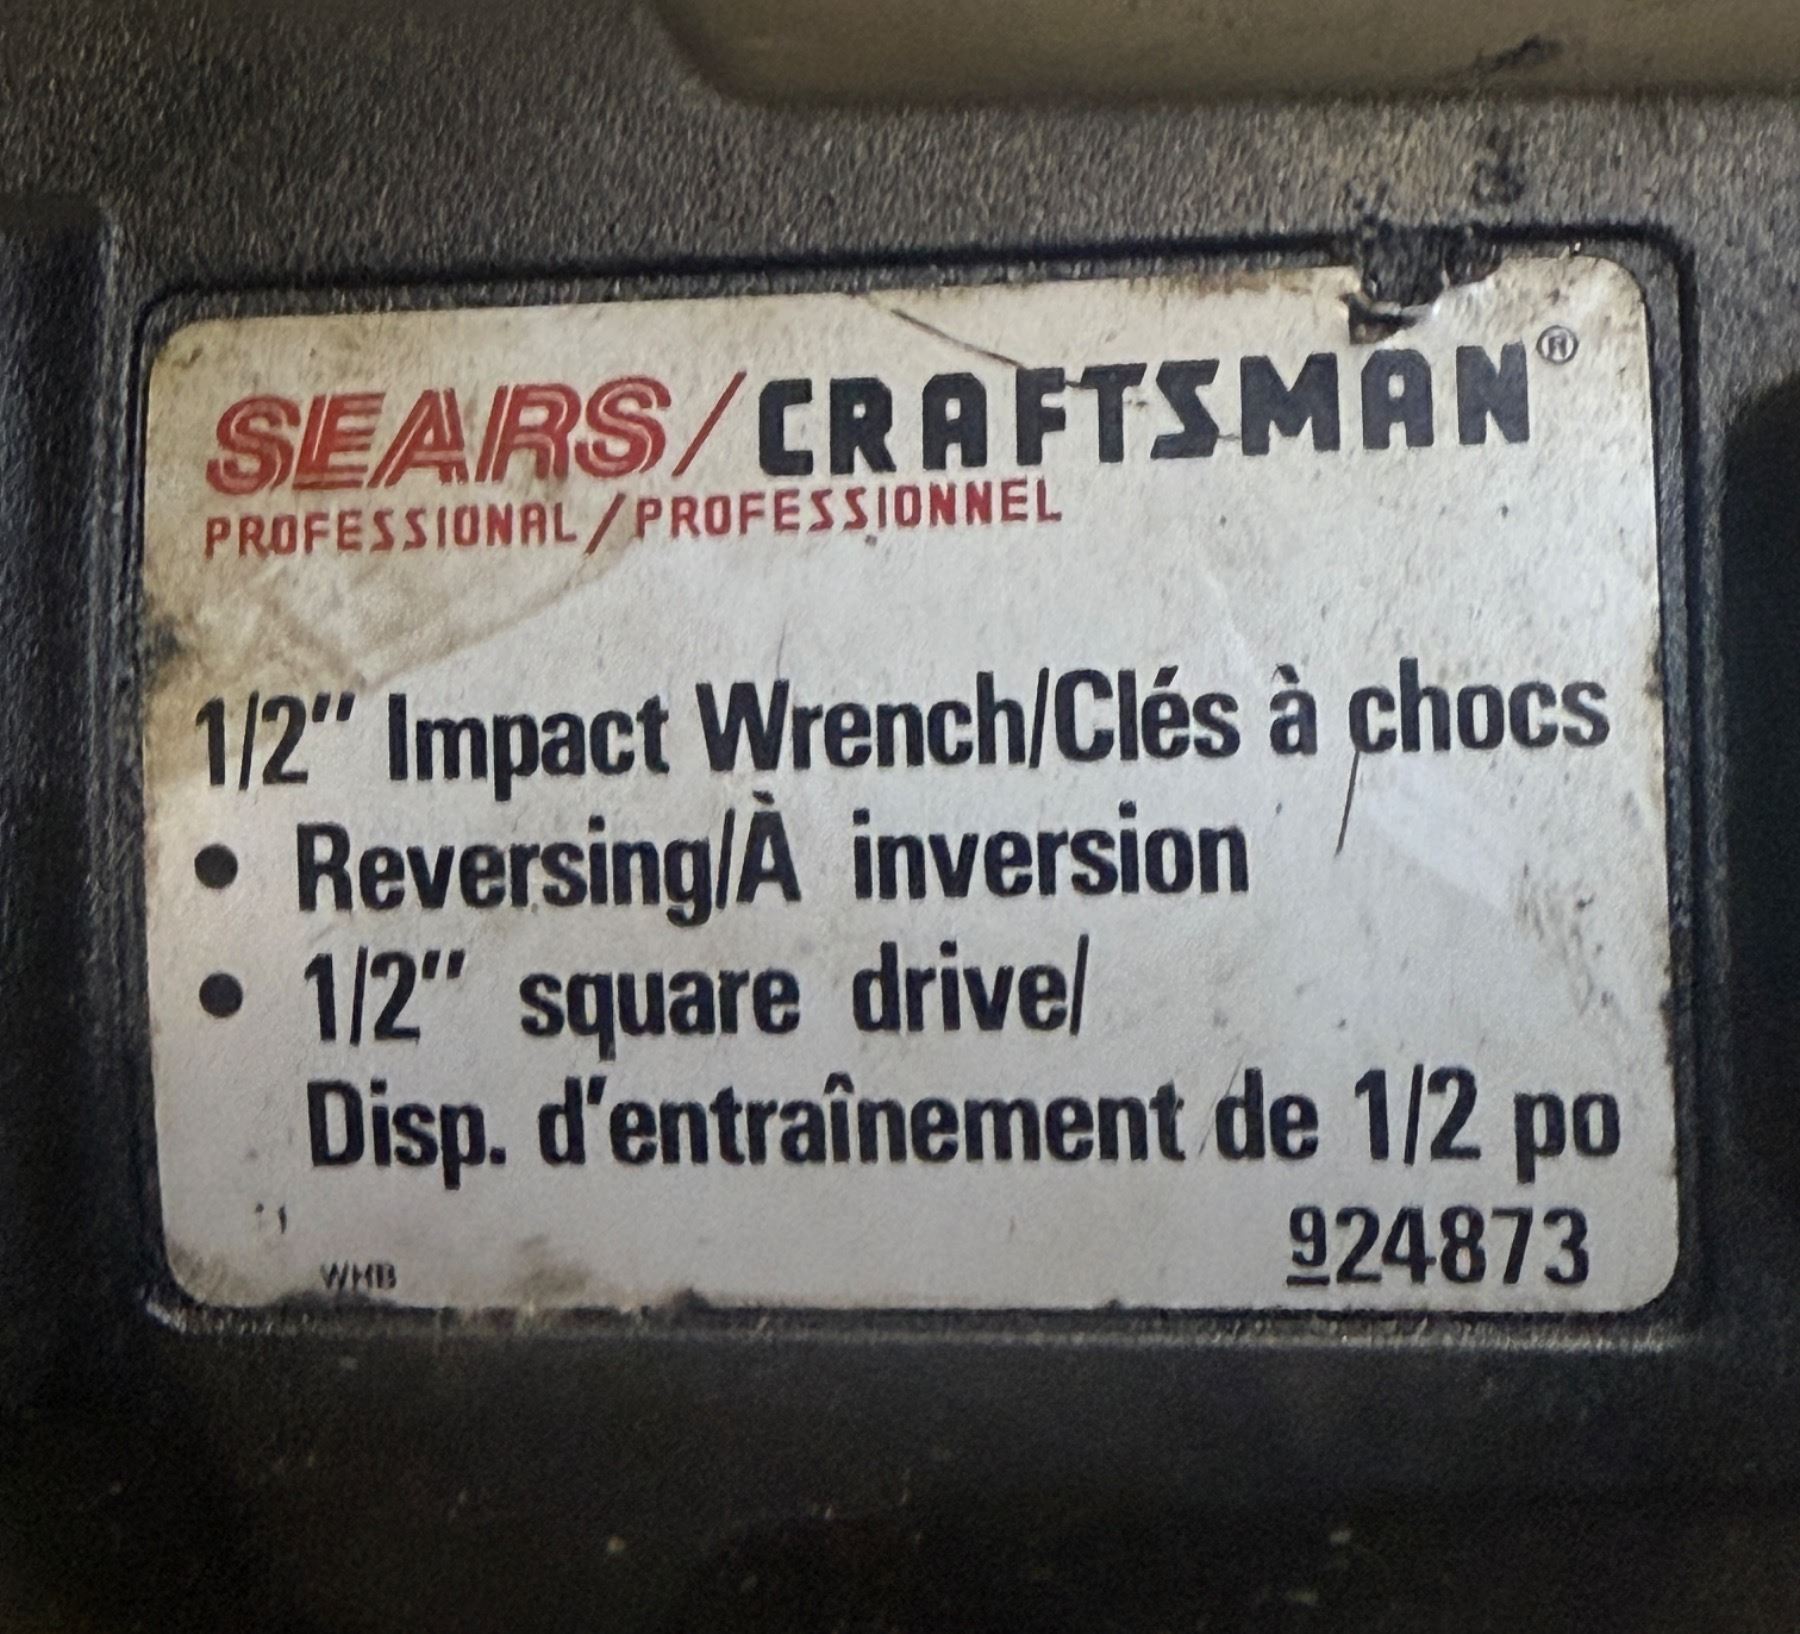 SEARS/CRAFTSMAN®
PROFESSIONAL/PROFESSIONNEL
1/2" Impact Wrench/Clés à chocs
• Reversing/À inversion
• 1/2" square drive/
Disp. d'entraînement de 1/2 po
924873
WHB